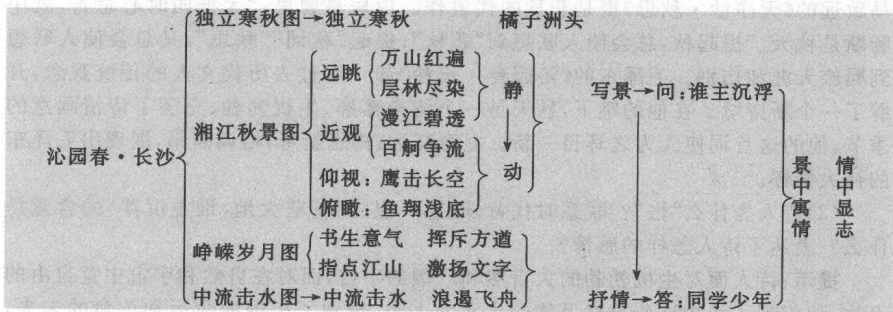 独立寒秋图→独立寒秋 橘子洲头
远眺 万山红遍
层林尽染 静
写景→问:谁主沉浮
湘江秋景图 近观 漫江碧透
百舸争流
沁园春·长沙
仰视:鹰击长空 动
俯瞰:鱼翔浅底
景中寓情 情中显志
峥嵘岁月图 书生意气 挥斥方遒
指点江山 激扬文字
中流击水图→中流击水 浪遏飞舟
抒情→答:同学少年